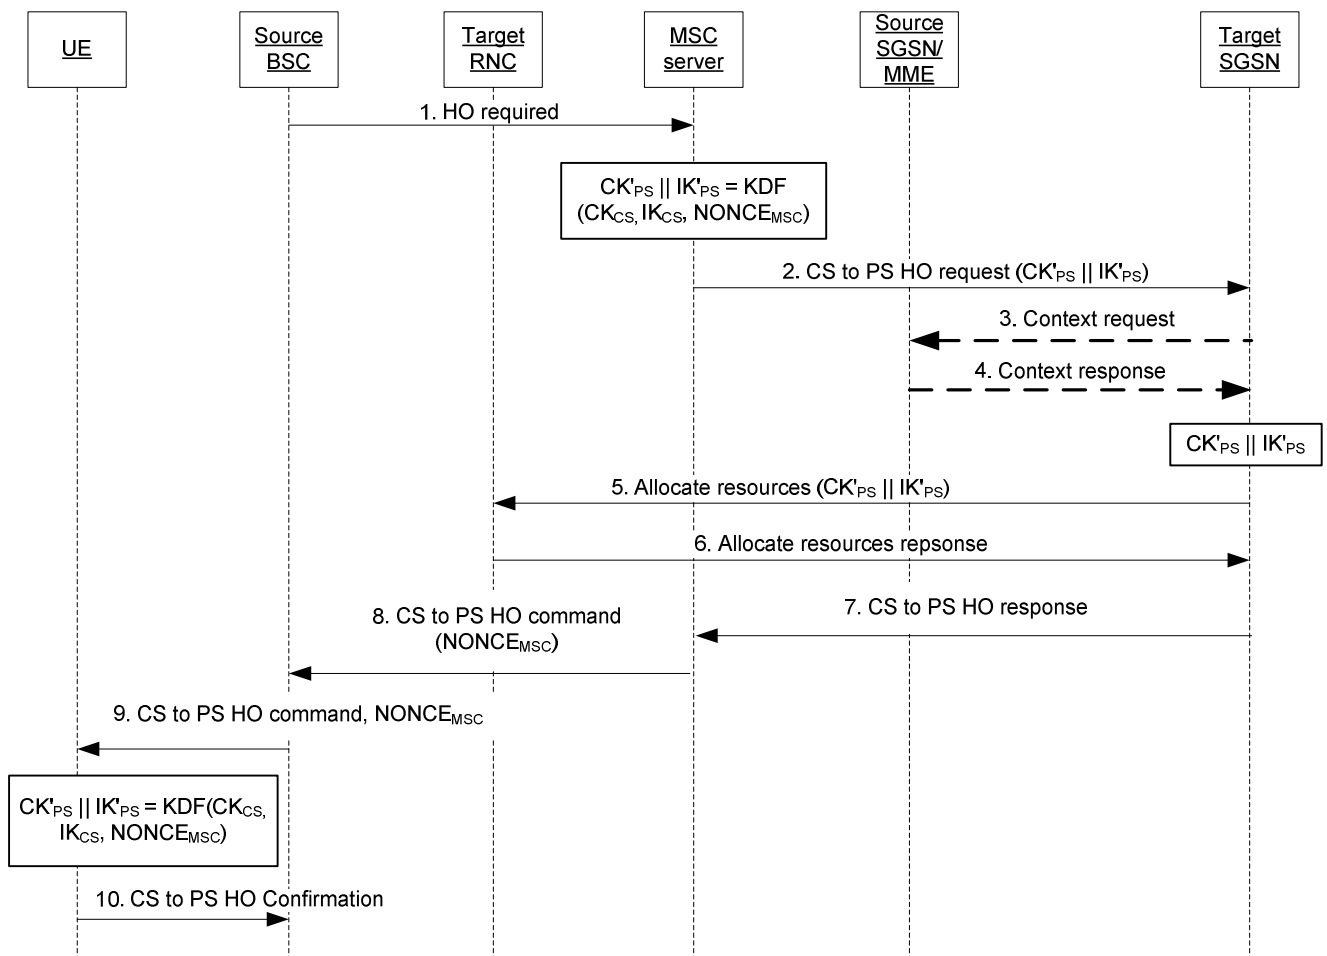 UE
Source
BSC
Target
RNC
MSC
server
Source
SGSN/
MME
Target
SGSN
1. HO required
CK'PS || IK'PS = KDF
(CKCS, IKCS, NONCEMSC)
2. CS to PS HO request (CK'PS || IK'PS)
3. Context request
4. Context response
CK'PS || IK'PS
5. Allocate resources (CK'PS || IK'PS)
6. Allocate resources repsonse
7. CS to PS HO response
8. CS to PS HO command
(NONCEMSC)
9. CS to PS HO command, NONCEMSC
CK'PS || IK'PS = KDF(CKCS,
IKCS, NONCEMSC)
10. CS to PS HO Confirmation